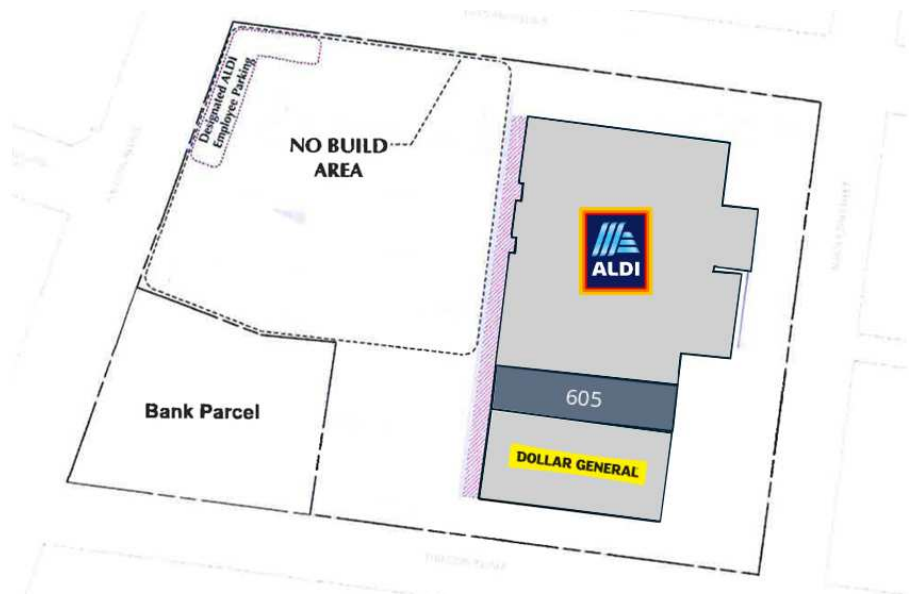 Designated ALDI
Employee Parking
NO BUILD
AREA
ALDI
605
Bank Parcel
DOLLAR GENERAL